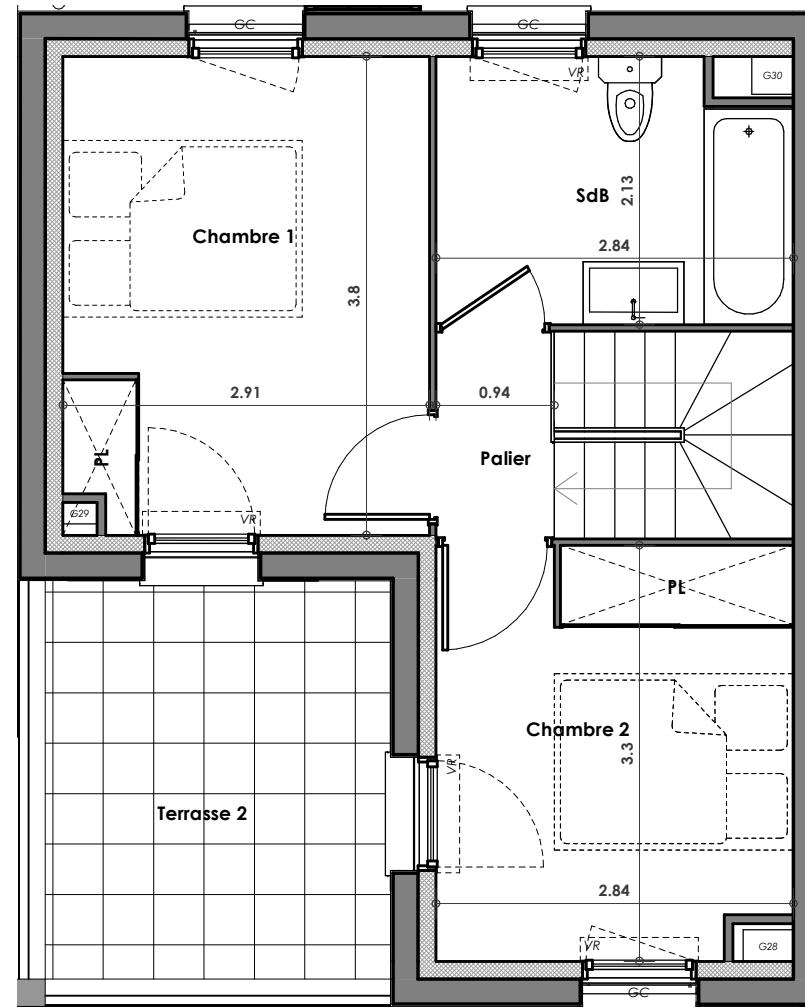 GC
GC
VR
G30
SdB
2.13
Chambre 1
2.84
3.8
2.91
0.94
PL
Palier
G29
VR
PL
Chambre 2
3.3
VR
Terrasse 2
2.84
VR
G28
GC